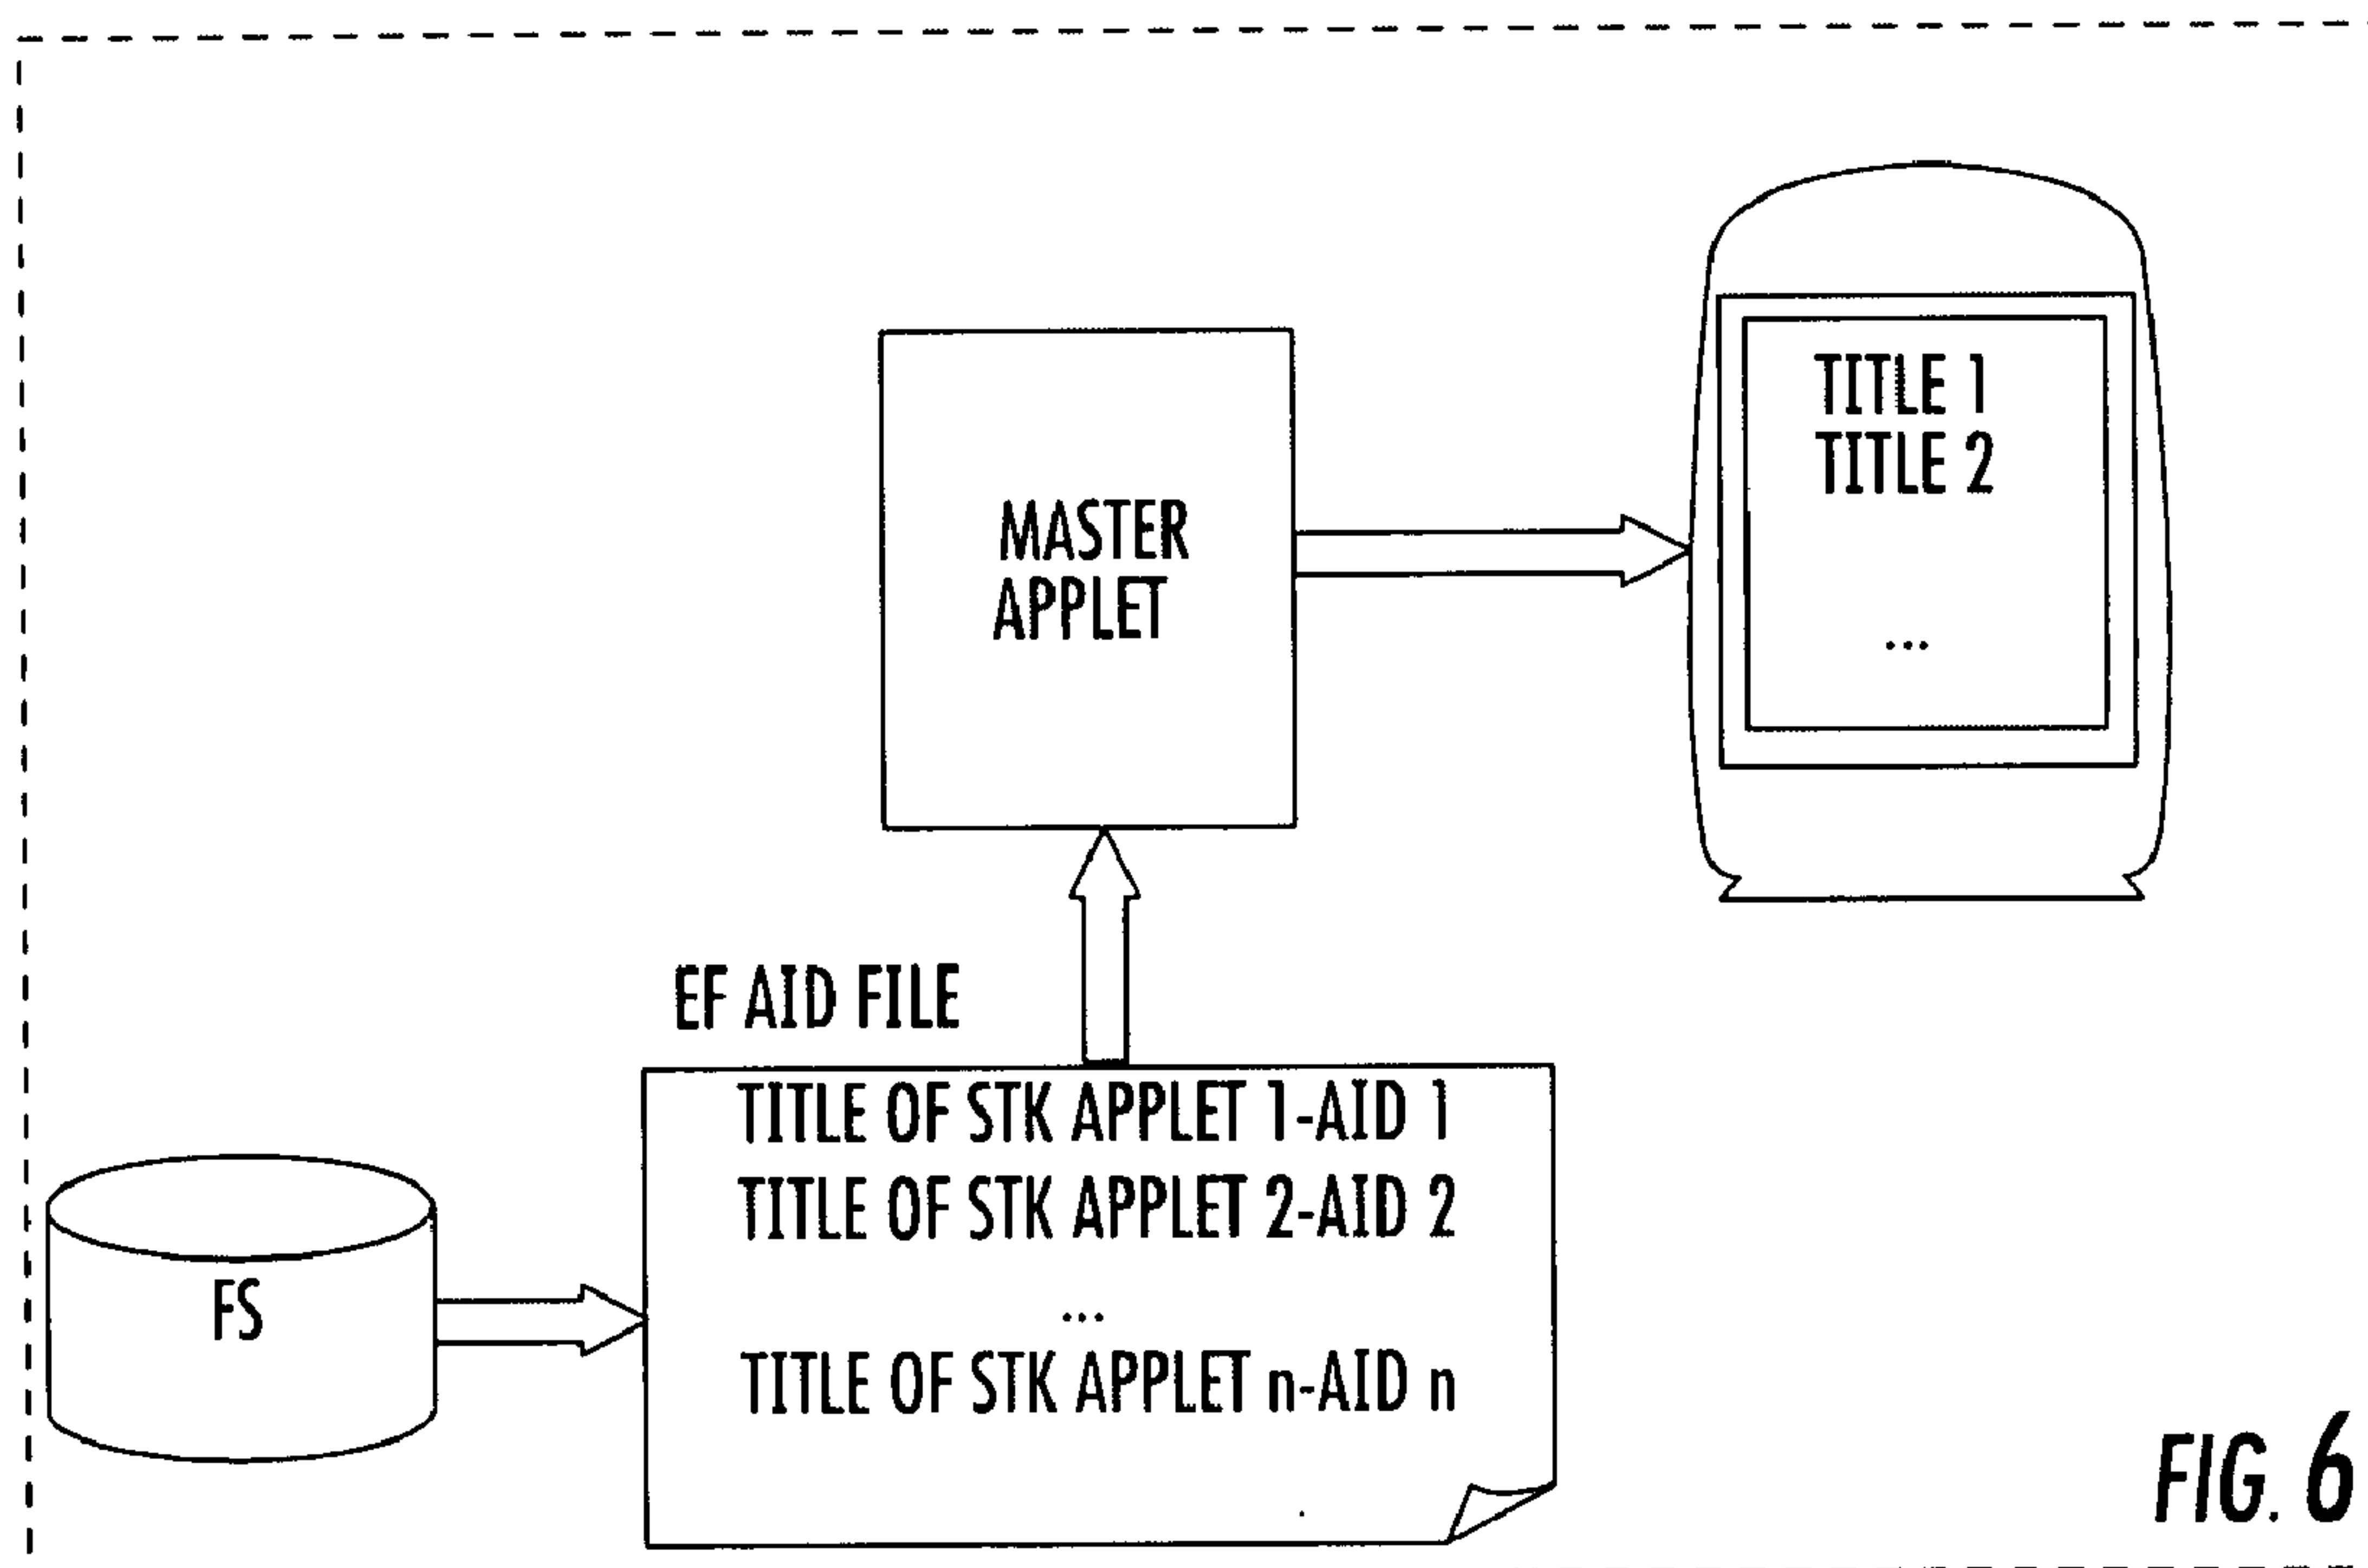 TITLE 1
TITLE 2
...
MASTER
APPLET
EF AID FILE
TITLE OF STK APPLET 1-AID 1
TITLE OF STK APPLET 2-AID 2
...
TITLE OF STK APPLET n-AID n
FS
FIG. 6